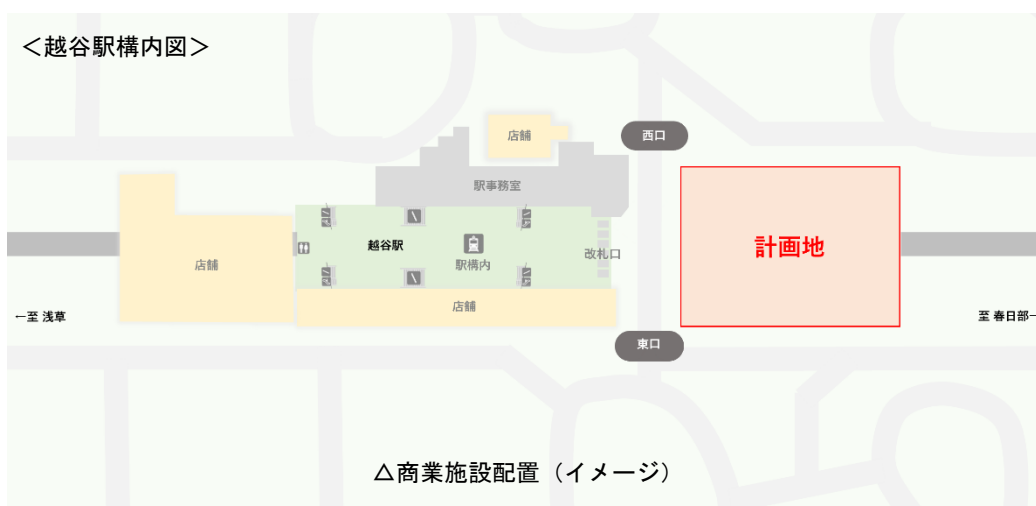 ＜越谷駅構内図＞
店舗
西口
駅事務室
越谷駅
駅構内
改札口
計画地
店舗
店舗
←至 浅草
至 春日部→
東口
△商業施設配置（イメージ）